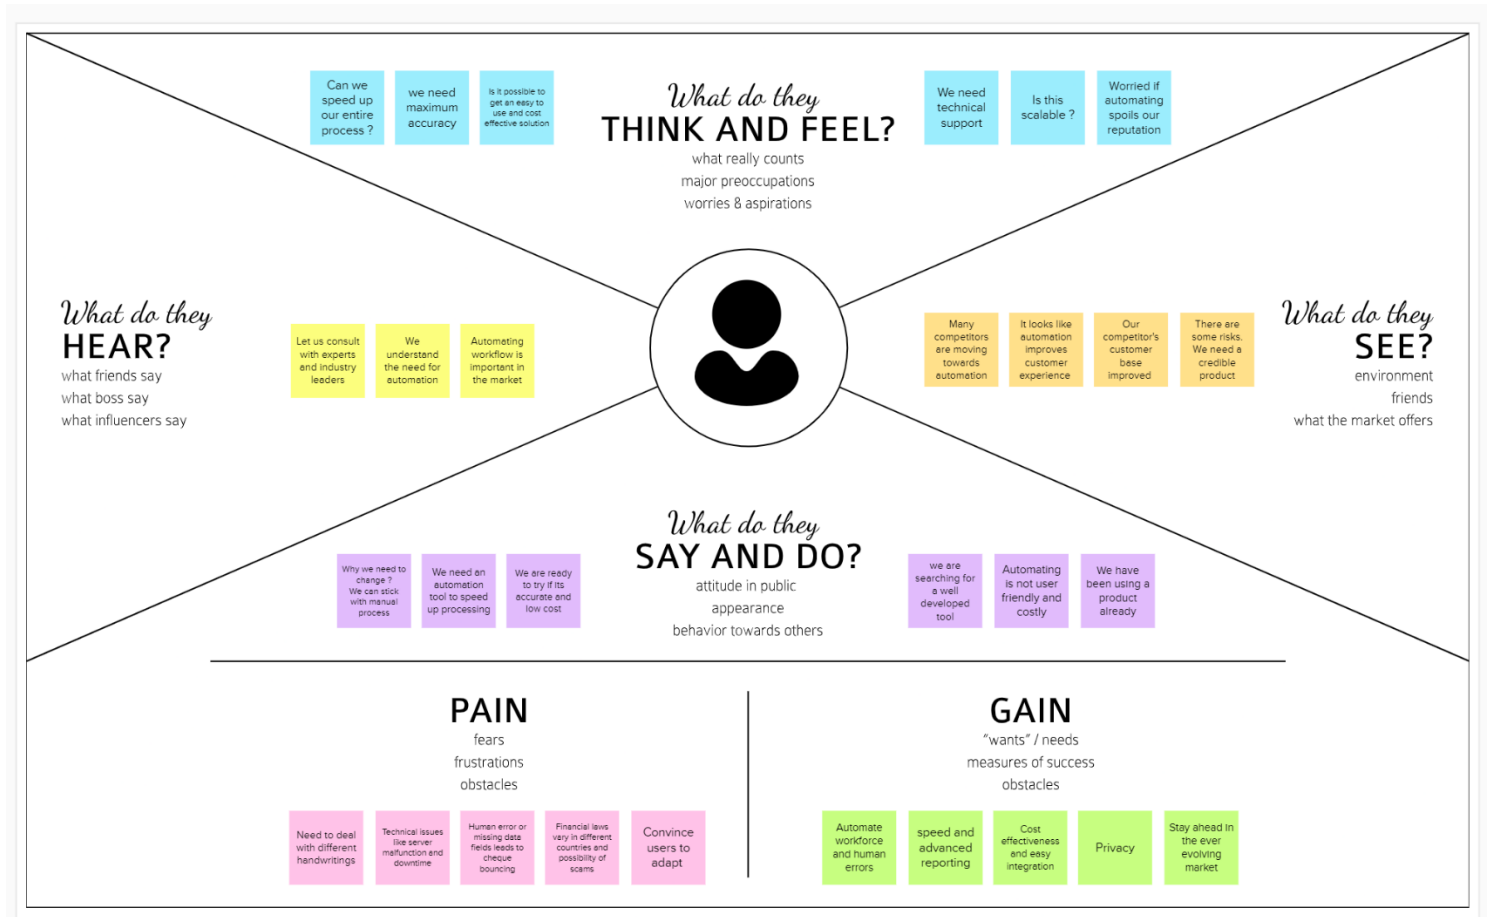 Can we
speed up
our entire
process ?
we need
maximum
accuracy
Is it possible to
get an easy to
use and cost
effective solution
What do they
THINK AND FEEL?
what really counts
major preoccupations
worries & aspirations
We need
technical
support
Is this
scalable ?
Worried if
automating
spoils our
reputation
What do they
HEAR?
what friends say
what boss say
what influencers say
Let us consult
with experts
and industry
leaders
We
understand
the need for
automation
Automating
workflow is
important in
the market
Many
competitors
are moving
towards
automation
It looks like
automation
improves
customer
experience
Our
competitor's
customer
base
improved
There are
some risks.
We need a
credible
product
What do they
SEE?
environment
friends
what the market offers
What do they
SAY AND DO?
attitude in public
appearance
behavior towards others
Why we need to
change ?
We can stick
with manual
process
We need an
automation
tool to speed
up processing
We are ready
to try if its
accurate and
low cost
we are
searching for
a well
developed
tool
Automating
is not user
friendly and
costly
We have
been using a
product
already
PAIN
fears
frustrations
obstacles
Need to deal
with different
handwritings
Technical issues
like server
malfunction and
downtime
Human error or
missing data
fields leads to
cheque
bouncing
Financial laws
vary in different
countries and
possibility of
scams
Convince
users to
adapt
GAIN
“wants” / needs
measures of success
obstacles
Automate
workforce
and human
errors
speed and
advanced
reporting
Cost
effectiveness
and easy
integration
Privacy
Stay ahead in
the ever
evolving
market